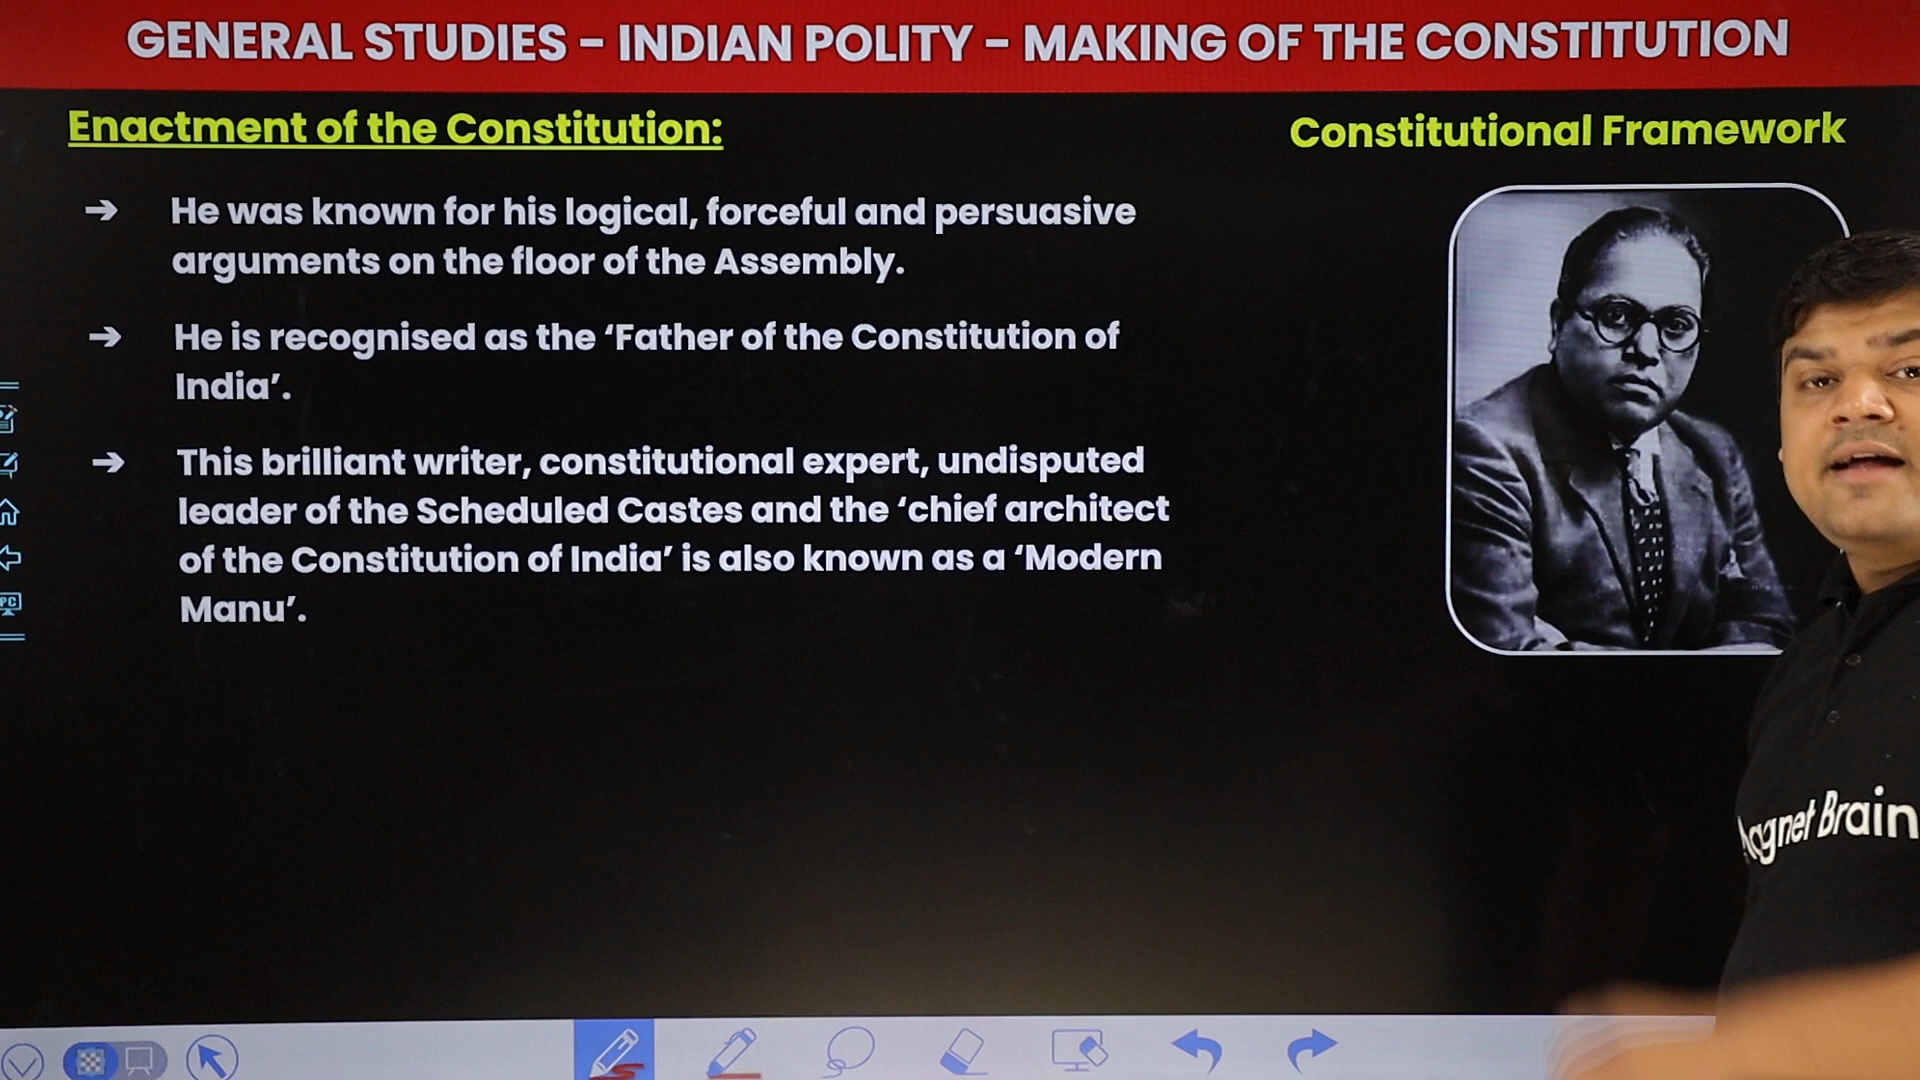 GENERAL STUDIES – INDIAN POLITY – MAKING OF THE CONSTITUTION
Enactment of the Constitution:
Constitutional Framework
➔ He was known for his logical, forceful and persuasive
arguments on the floor of the Assembly.
➔ He is recognised as the ‘Father of the Constitution of
India’.
➔ This brilliant writer, constitutional expert, undisputed
leader of the Scheduled Castes and the ‘chief architect
of the Constitution of India’ is also known as a ‘Modern
Manu’.
PC
agnet Brain